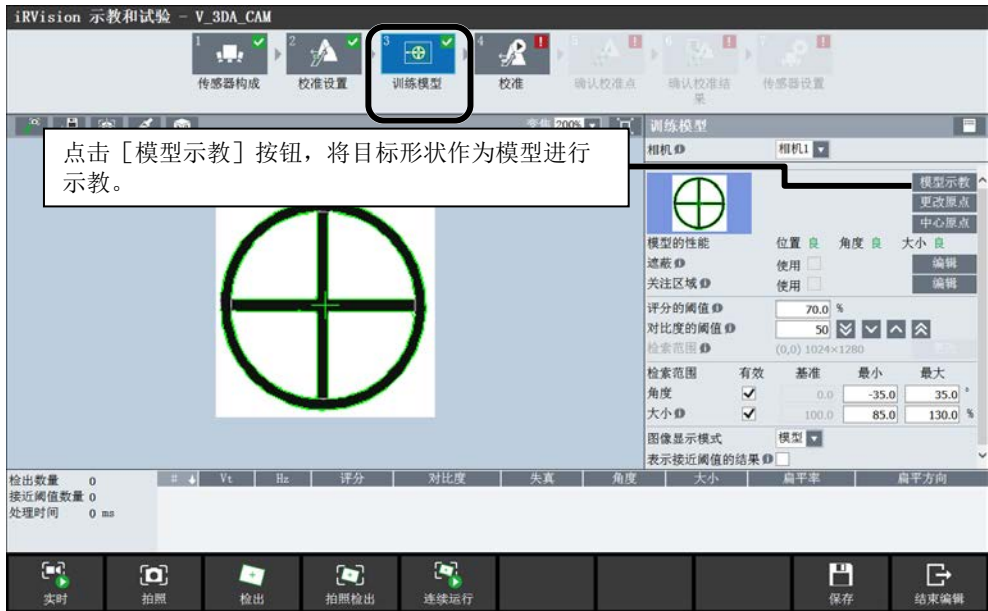 iRVision 示教和试验 - V_3DA_CAM
1 2 3 4 5 6 7
传感器构成 校准设置 训练模型 校准 确认校准点 确认校准结果 传感器设置
变焦 200% 训练模型
点击［模型示教］按钮，将目标形状作为模型进行
示教。
相机 相机1
模型示教
更改原点
中心原点
模型的性能 位置 良 角度 良 大小 良
遮蔽 使用 编辑
关注区域 使用 编辑
评分的阈值 70.0 %
对比度的阈值 50
检索范围 (0,0) 1024×1280
检索范围 有效 基准 最小 最大
角度 0.0 -35.0 35.0 °
大小 100.0 85.0 130.0 %
图像显示模式 模型
表示接近阈值的结果
检出数量 0 # Vt Hz 评分 对比度 失真 角度 大小 扁平率 扁平方向
接近阈值数量 0
处理时间 0 ms
实时 拍照 检出 拍照检出 连续运行 保存 结束编辑